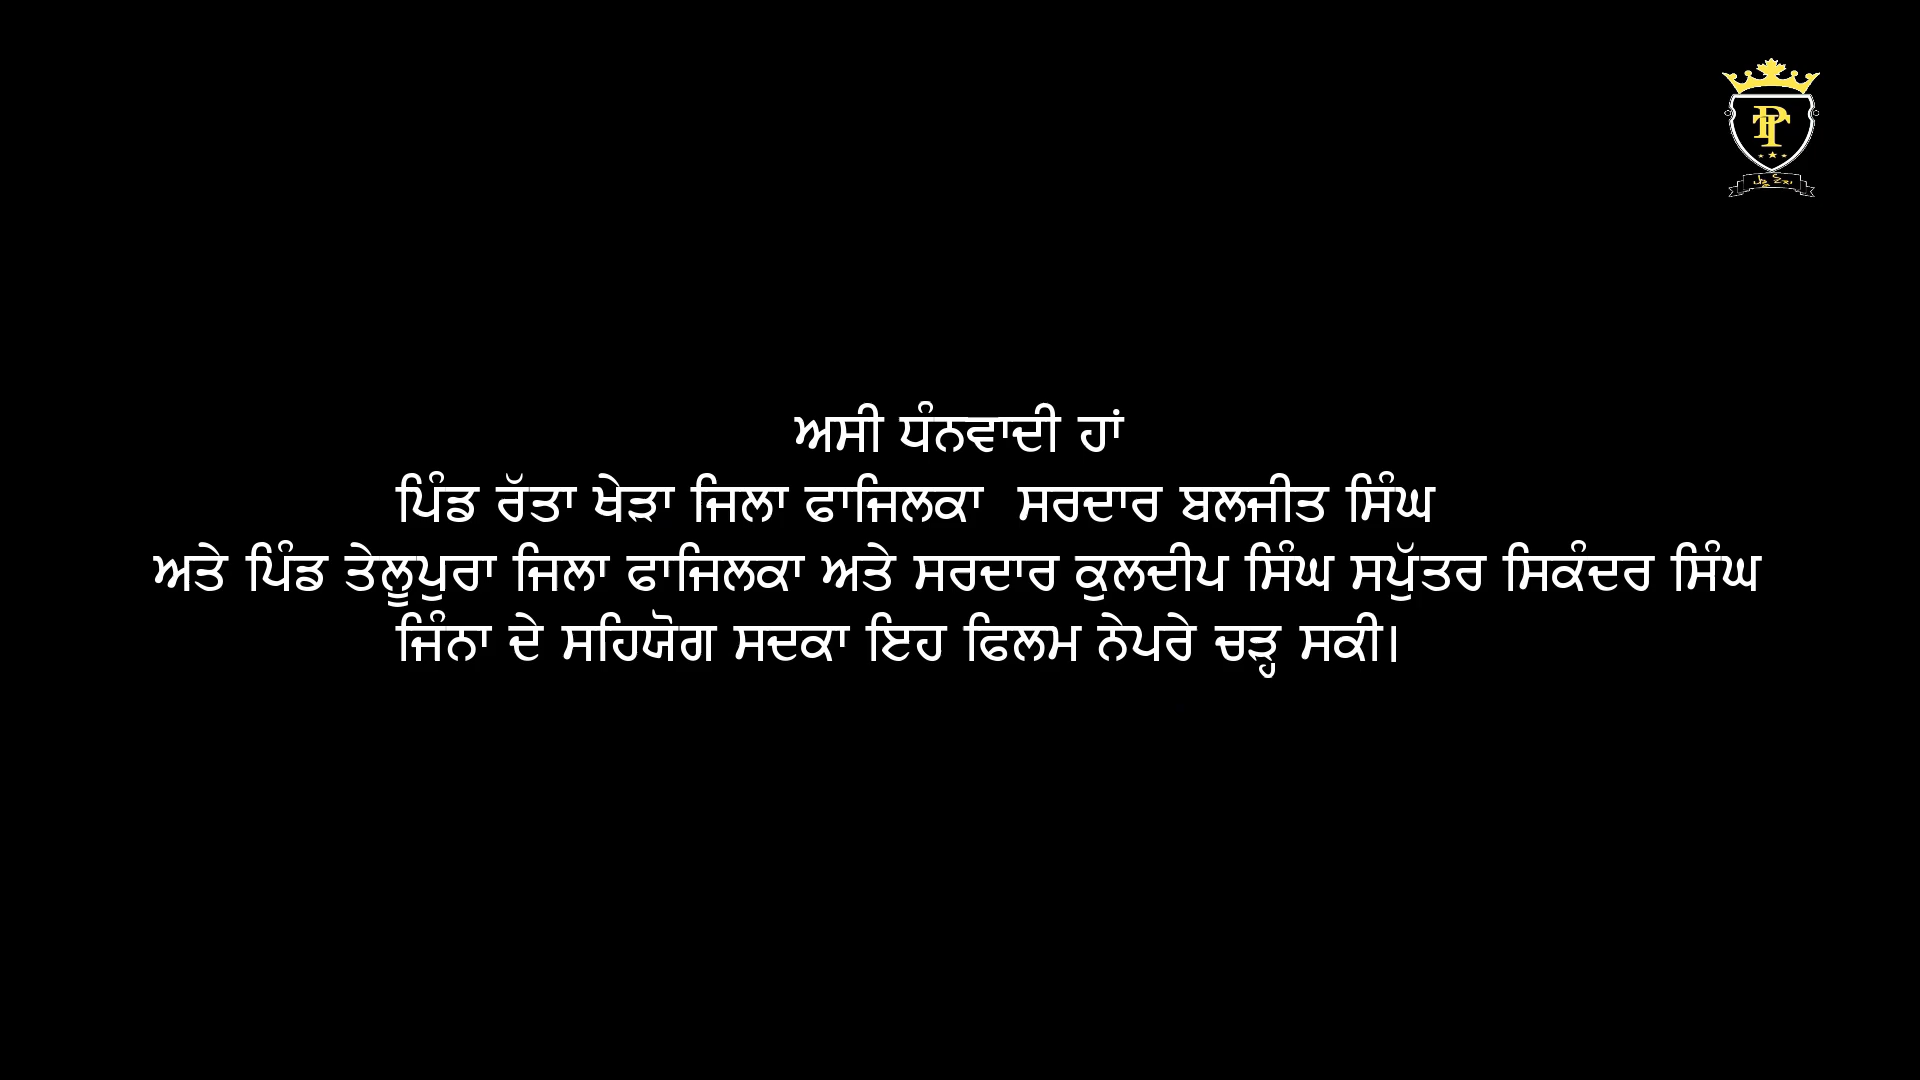 PT
ਅਸੀ ਧੰਨਵਾਦੀ ਹਾਂ
ਪਿੰਡ ਰੱਤਾ ਖੇੜਾ ਜਿਲਾ ਫਾਜਿਲਕਾ  ਸਰਦਾਰ ਬਲਜੀਤ ਸਿੰਘ
ਅਤੇ ਪਿੰਡ ਤੇਲੂਪੁਰਾ ਜਿਲਾ ਫਾਜਿਲਕਾ ਅਤੇ ਸਰਦਾਰ ਕੁਲਦੀਪ ਸਿੰਘ ਸਪੁੱਤਰ ਸਿਕੰਦਰ ਸਿੰਘ
ਜਿੰਨਾ ਦੇ ਸਹਿਯੋਗ ਸਦਕਾ ਇਹ ਫਿਲਮ ਨੇਪਰੇ ਚੜ੍ਹ ਸਕੀ।